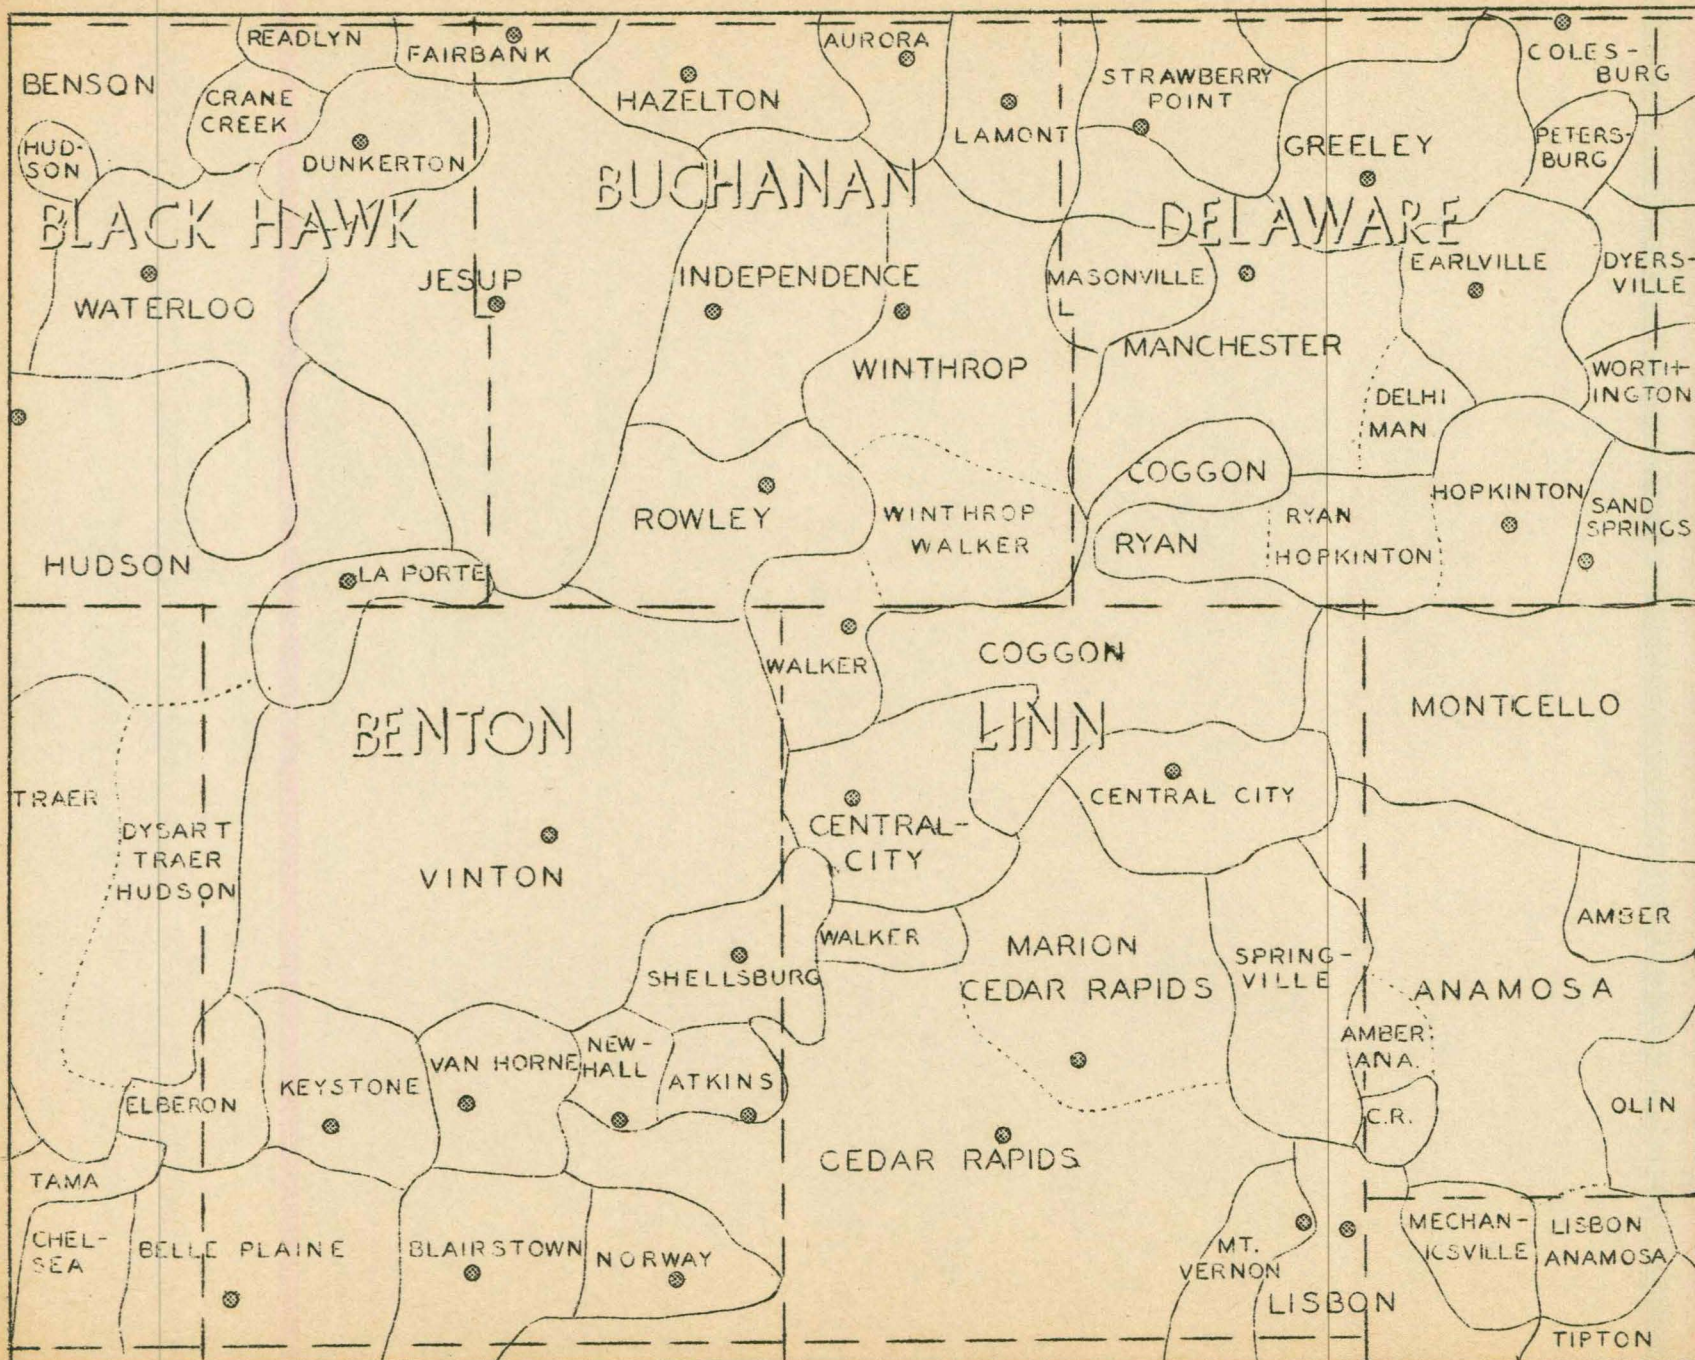 READLYN
FAIRBANK
AURORA
COLES-
BURG
BENSON
CRANE
CREEK
HAZELTON
STRAWBERRY
POINT
HUD-
SON
DUNKERTON
LAMONT
GREELEY
PETERS-
BURG
BLACK HAWK
BUCHANAN
DELAWARE
JESUP
INDEPENDENCE
MASONVILLE
EARLVILLE
DYERS-
VILLE
WATERLOO
WINTHROP
MANCHESTER
WORTH-
INGTON
DELHI
MAN.
COGGON
ROWLEY
WINTHROP
WALKER
RYAN
RYAN
HOPKINTON
HOPKINTON
SAND
SPRINGS
HUDSON
LA PORTE
WALKER
COGGON
MONTICELLO
BENTON
LINN
TRAER
DYSART
TRAER
HUDSON
VINTON
CENTRAL-
CITY
CENTRAL CITY
AMBER
WALKER
MARION
CEDAR RAPIDS
SPRING-
VILLE
ANAMOSA
SHELLSBURG
AMBER
ANA.
VAN HORNE
NEW-
HALL
ATKINS
KEYSTONE
ELBERON
C.R.
OLIN
CEDAR RAPIDS
TAMA
CHEL-
SEA
BELLE PLAINE
BLAIRSTOWN
NORWAY
MT.
VERNON
LISBON
MECHAN-
ICSVILLE
LISBON
ANAMOSA
TIPTON